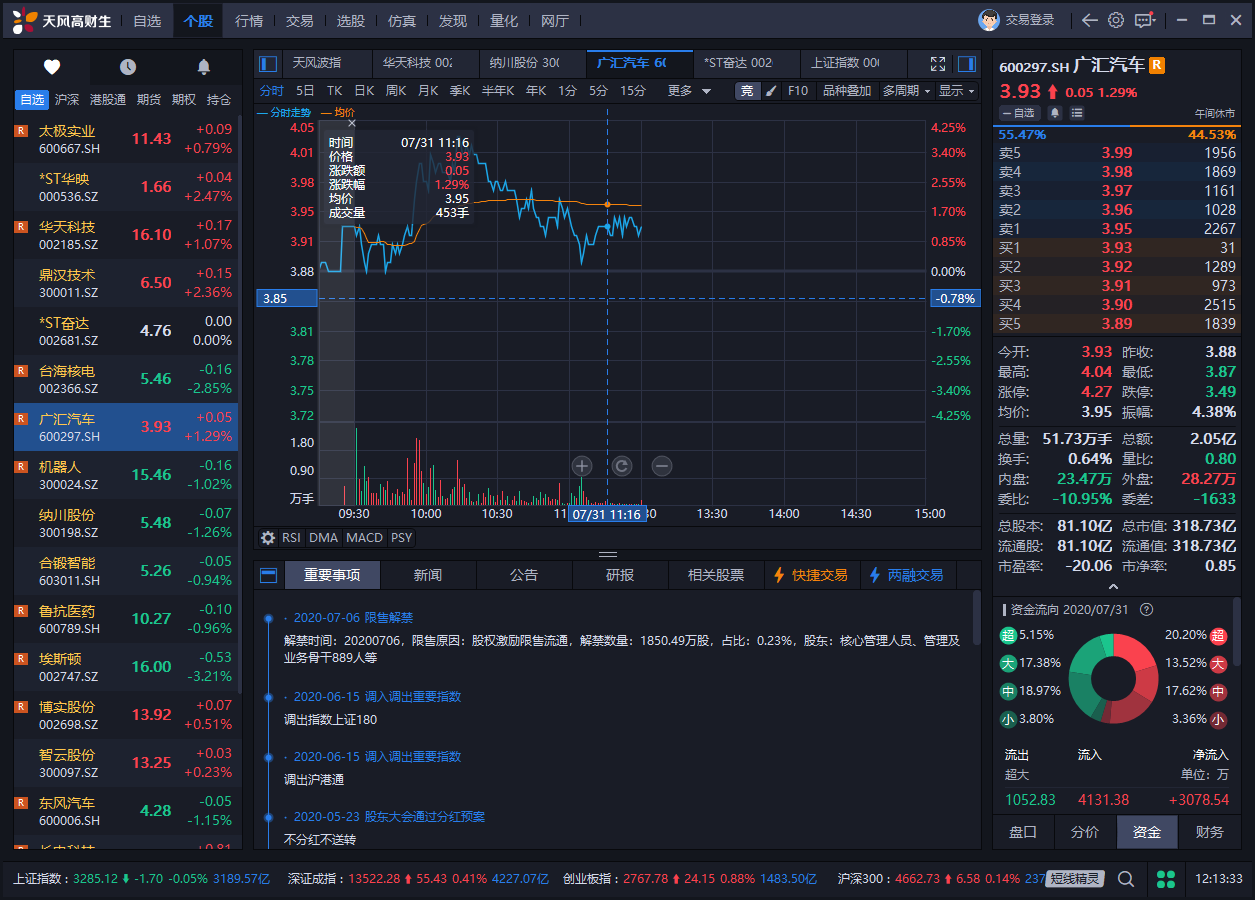 天风高财生 自选 个股 行情 交易 选股 仿真 发现 量化 网厅 交易登录
自选 沪深 港股通 期货 期权 持仓
R 太极实业 600667.SH 11.43 +0.09 +0.79%
*ST华映 000536.SZ 1.66 +0.04 +2.47%
R 华天科技 002185.SZ 16.10 +0.17 +1.07%
鼎汉技术 300011.SZ 6.50 +0.15 +2.36%
*ST奋达 002681.SZ 4.76 0.00 0.00%
R 台海核电 002366.SZ 5.46 -0.16 -2.85%
R 广汇汽车 600297.SH 3.93 +0.05 +1.29%
R 机器人 300024.SZ 15.46 -0.16 -1.02%
纳川股份 300198.SZ 5.48 -0.07 -1.26%
合锻智能 603011.SH 5.26 -0.05 -0.94%
R 鲁抗医药 600789.SH 10.27 -0.10 -0.96%
R 埃斯顿 002747.SZ 16.00 -0.53 -3.21%
R 博实股份 002698.SZ 13.92 +0.07 +0.51%
智云股份 300097.SZ 13.25 +0.03 +0.23%
R 东风汽车 600006.SH 4.28 -0.05 -1.15%
天风波指 华天科技 002 纳川股份 300 广汇汽车 60 *ST奋达 002 上证指数 00
分时 5日 TK 日K 周K 月K 季K 半年K 年K 1分 5分 15分 更多 竞 F10 品种叠加 多周期 显示
分时走势 均价
时间 07/31 11:16
价格 3.93
涨跌额 0.05
涨跌幅 1.29%
均价 3.95
成交量 453手
4.05 4.25%
4.01 3.40%
3.98 2.55%
3.95 1.70%
3.91 0.85%
3.88 0.00%
3.85 -0.78%
3.81 -1.70%
3.78 -2.55%
3.75 -3.40%
3.72 -4.25%
1.80
0.90
万手
09:30 10:00 10:30 07/31 11:16 13:30 14:00 14:30 15:00
RSI DMA MACD PSY
重要事项 新闻 公告 研报 相关股票 快捷交易 两融交易
· 2020-07-06 限售解禁
解禁时间：20200706，限售原因：股权激励限售流通，解禁数量：1850.49万股，占比：0.23%，股东：核心管理人员、管理及
业务骨干889人等
· 2020-06-15 调入调出重要指数
调出指数上证180
· 2020-06-15 调入调出重要指数
调出沪港通
· 2020-05-23 股东大会通过分红预案
不分红不送转
600297.SH 广汇汽车 R
3.93 0.05 1.29%
自选 午间休市
55.47% 44.53%
卖5 3.99 1956
卖4 3.98 1869
卖3 3.97 1161
卖2 3.96 1028
卖1 3.95 2267
买1 3.93 31
买2 3.92 1289
买3 3.91 973
买4 3.90 2515
买5 3.89 1839
今开: 3.93 昨收: 3.88
最高: 4.04 最低: 3.87
涨停: 4.27 跌停: 3.49
均价: 3.95 振幅: 4.38%
总量: 51.73万手 总额: 2.05亿
换手: 0.64% 量比: 0.80
内盘: 23.47万 外盘: 28.27万
委比: -10.95% 委差: -1633
总股本: 81.10亿 总市值: 318.73亿
流通股: 81.10亿 流通值: 318.73亿
市盈率: -20.06 市净率: 0.85
资金流向 2020/07/31 ?
超 5.15% 20.20% 超
大 17.38% 13.52% 大
中 18.97% 17.62% 中
小 3.80% 3.36% 小
流出 流入 净流入
超大 单位：万
1052.83 4131.38 +3078.54
盘口 分价 资金 财务
上证指数：3285.12 -1.70 -0.05% 3189.57亿 深证成指：13522.28 55.43 0.41% 4227.07亿 创业板指：2767.78 24.15 0.88% 1483.50亿 沪深300：4662.73 6.58 0.14% 237 短线精灵 12:13:33